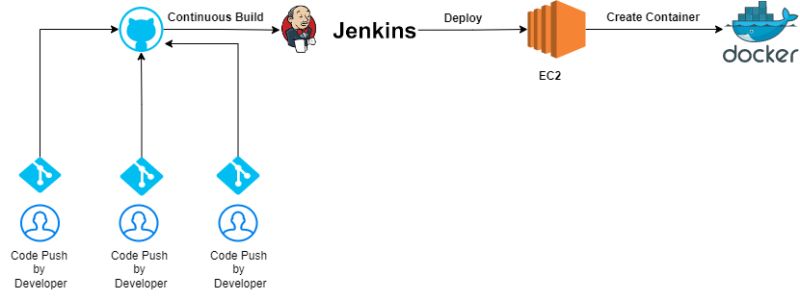 Continuous Build
Jenkins
Deploy
Create Container
docker
EC2
Code Push
by
Developer
Code Push
by
Developer
Code Push
by
Developer